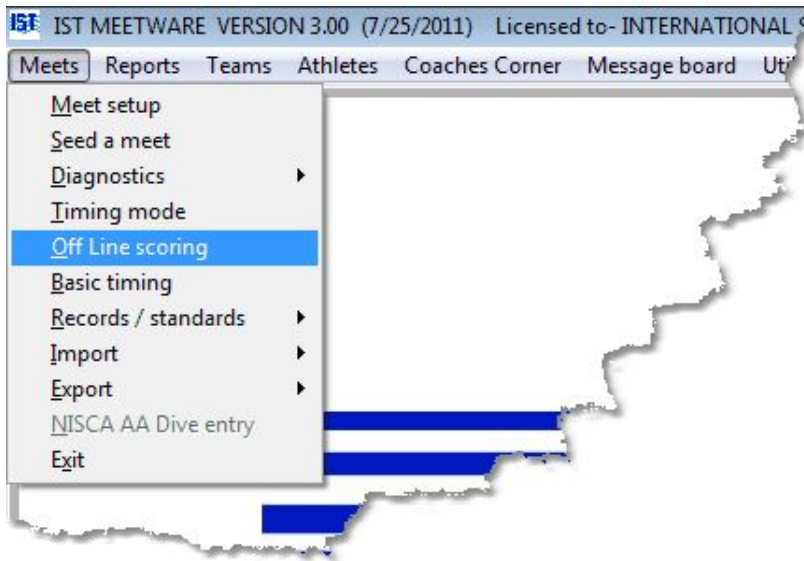 IST IST MEETWARE VERSION 3.00 (7/25/2011) Licensed to- INTERNATIONAL
Meets Reports Teams Athletes Coaches Corner Message board
Meet setup
Seed a meet
Diagnostics
Timing mode
Off Line scoring
Basic timing
Records / standards
Import
Export
NISCA AA Dive entry
Exit